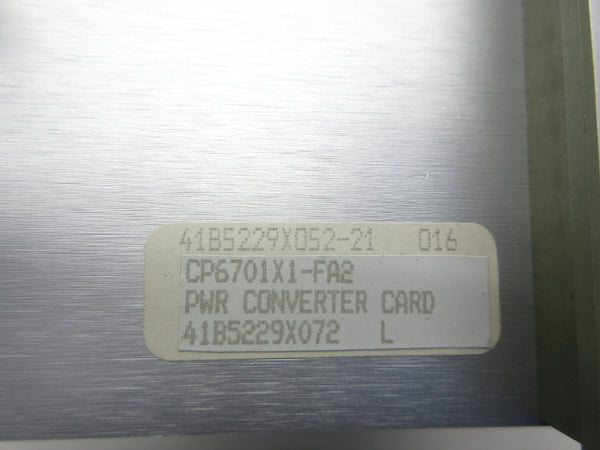 41B5229X052-21 016
CP6701X1-FA2
PWR CONVERTER CARD
41B5229X072 L